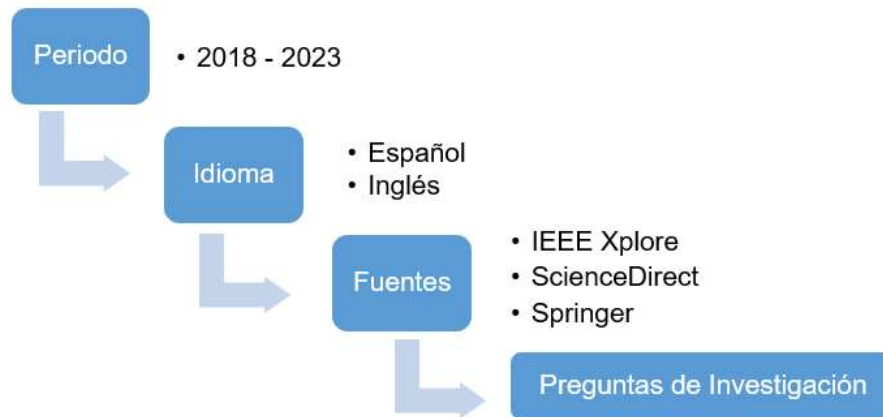 Periodo
• 2018 - 2023
Idioma
• Español
• Inglés
Fuentes
• IEEE Xplore
• ScienceDirect
• Springer
Preguntas de Investigación